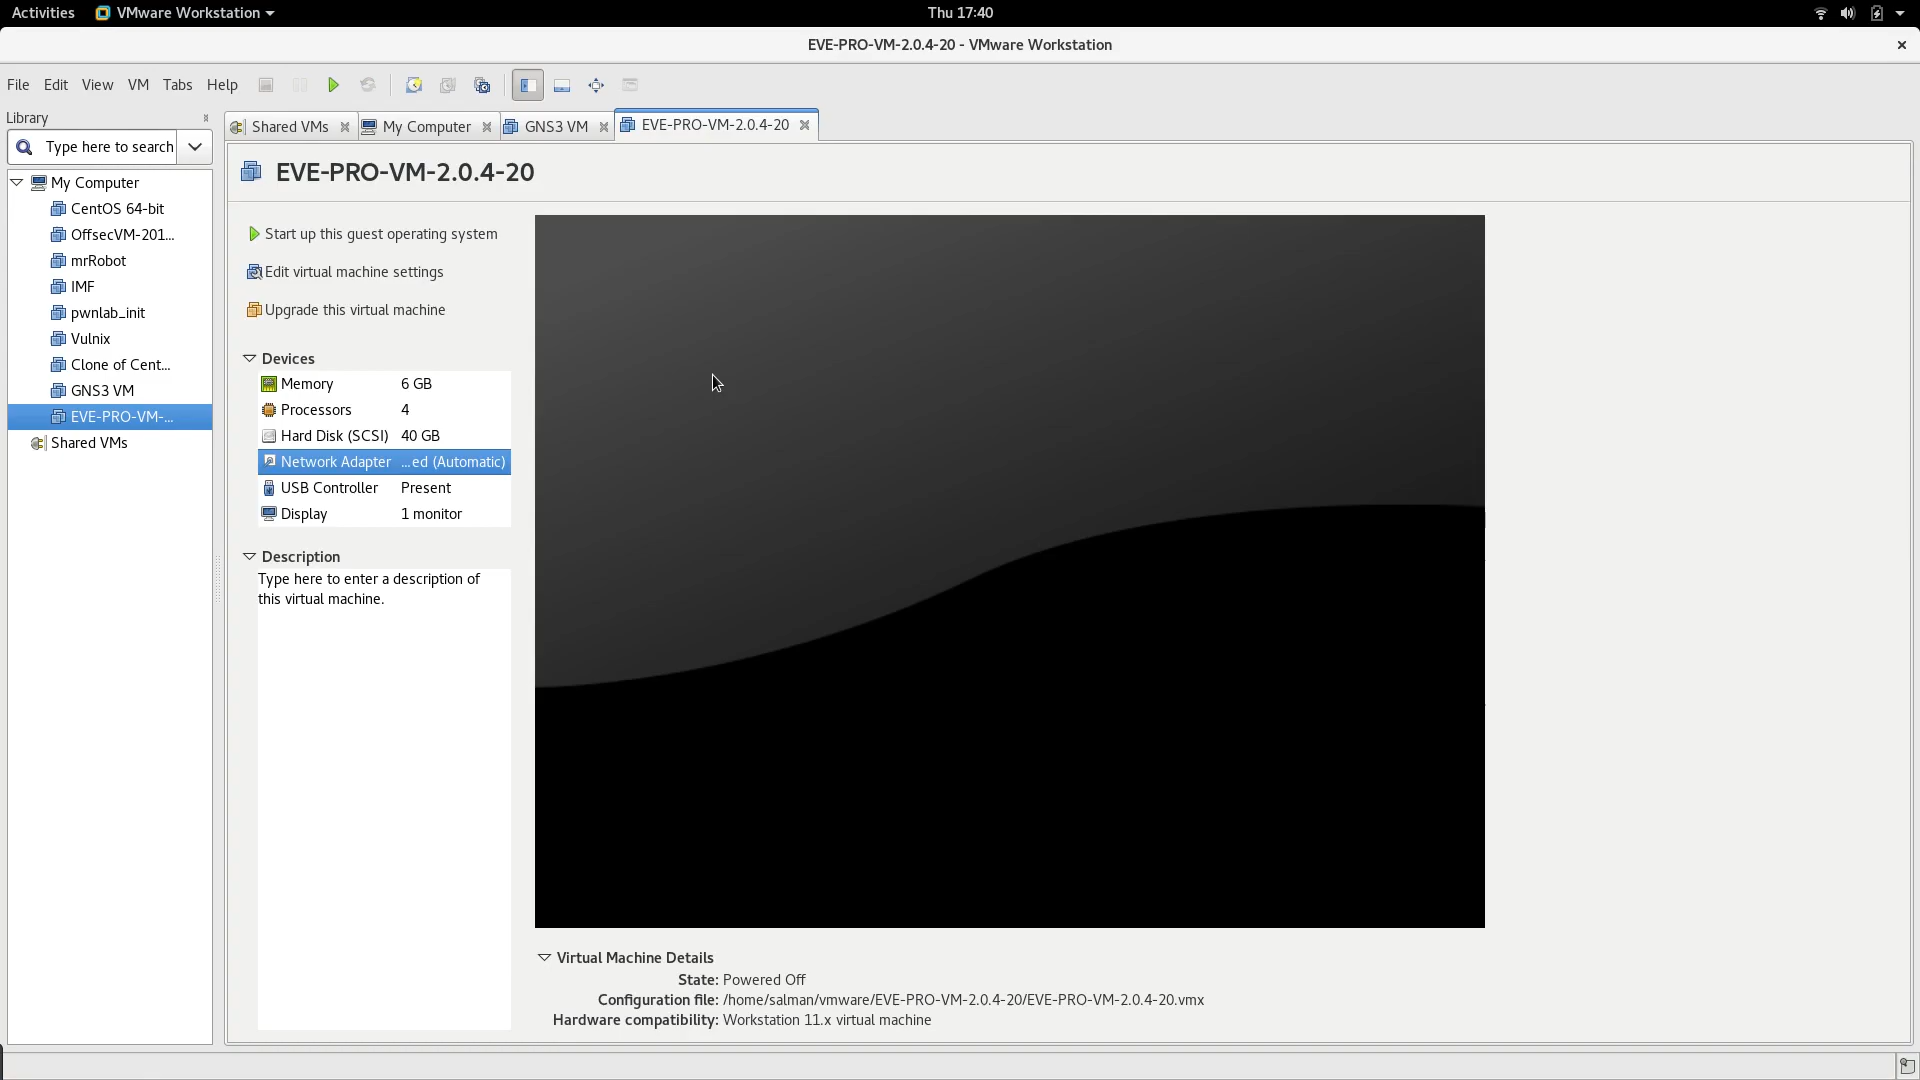 Activities VMware Workstation Thu 17:40
EVE-PRO-VM-2.0.4-20 - VMware Workstation
File Edit View VM Tabs Help
Library
Type here to search
My Computer
CentOS 64-bit
OffsecVM-201...
mrRobot
IMF
pwnlab_init
Vulnix
Clone of Cent...
GNS3 VM
EVE-PRO-VM-...
Shared VMs
Shared VMs My Computer GNS3 VM EVE-PRO-VM-2.0.4-20
EVE-PRO-VM-2.0.4-20
Start up this guest operating system
Edit virtual machine settings
Upgrade this virtual machine
Devices
Memory 6 GB
Processors 4
Hard Disk (SCSI) 40 GB
Network Adapter ...ed (Automatic)
USB Controller Present
Display 1 monitor
Description
Type here to enter a description of
this virtual machine.
Virtual Machine Details
State: Powered Off
Configuration file: /home/salman/vmware/EVE-PRO-VM-2.0.4-20/EVE-PRO-VM-2.0.4-20.vmx
Hardware compatibility: Workstation 11.x virtual machine